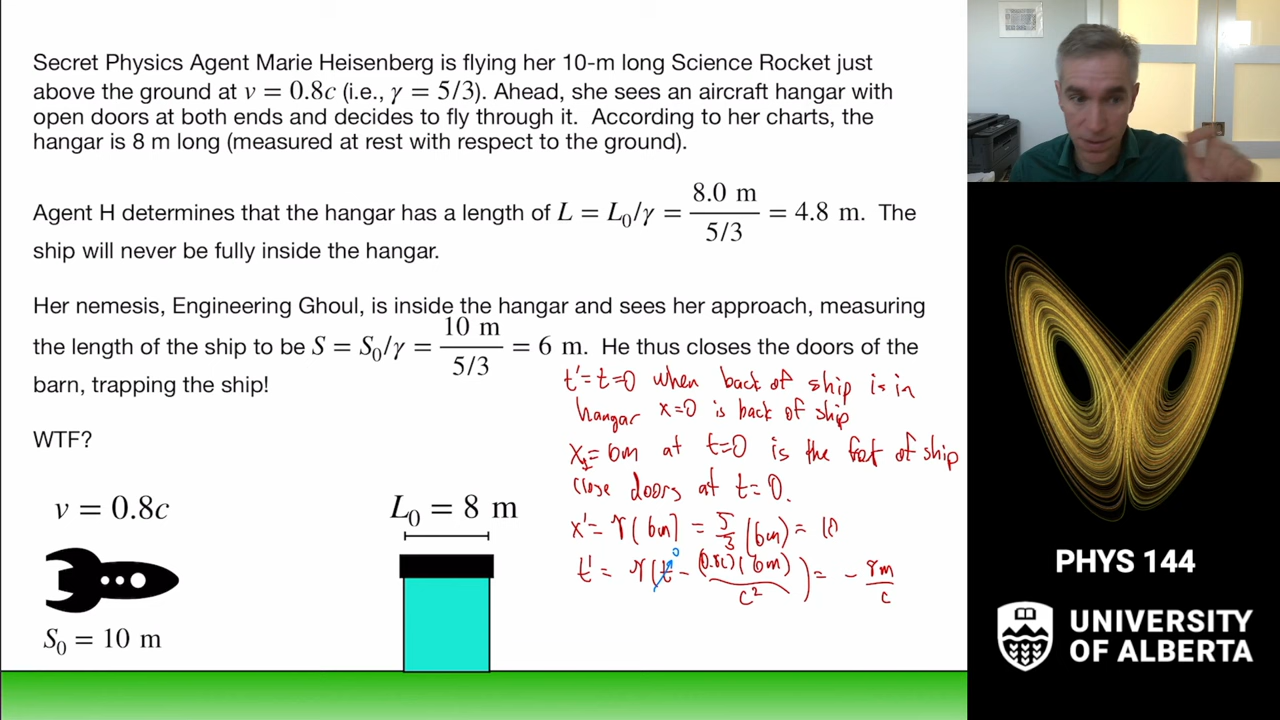 Secret Physics Agent Marie Heisenberg is flying her 10-m long Science Rocket just
above the ground at v = 0.8c (i.e., γ = 5/3). Ahead, she sees an aircraft hangar with
open doors at both ends and decides to fly through it. According to her charts, the
hangar is 8 m long (measured at rest with respect to the ground).
Agent H determines that the hangar has a length of L = L₀/γ = 8.0 m / 5/3 = 4.8 m. The
ship will never be fully inside the hangar.
Her nemesis, Engineering Ghoul, is inside the hangar and sees her approach, measuring
the length of the ship to be S = S₀/γ = 10 m / 5/3 = 6 m. He thus closes the doors of the
barn, trapping the ship!
t'=t=0 when back of ship is in
hangar x=0 is back of ship
WTF?
x₁= 6m at t=0 is the of ship
close doors at t=0.
v = 0.8c
L₀ = 8 m
x'= γ(6m) = 5/3 (6m) = 10
t' = γ(t⁰ - (0.8c)(6m)/c²) = - 8m/c
S₀ = 10 m
PHYS 144
UNIVERSITY
OF ALBERTA